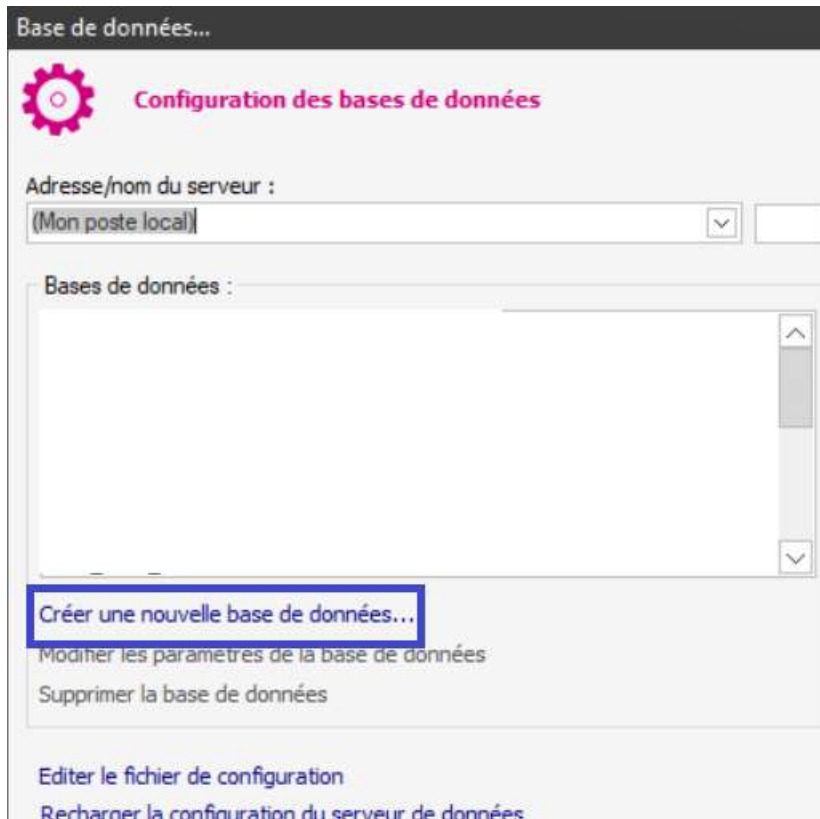 Base de données...
Configuration des bases de données
Adresse/nom du serveur :
(Mon poste local)
Bases de données :
Créer une nouvelle base de données...
Modifier les paramètres de la base de données
Supprimer la base de données
Editer le fichier de configuration
Recharger la configuration du serveur de données